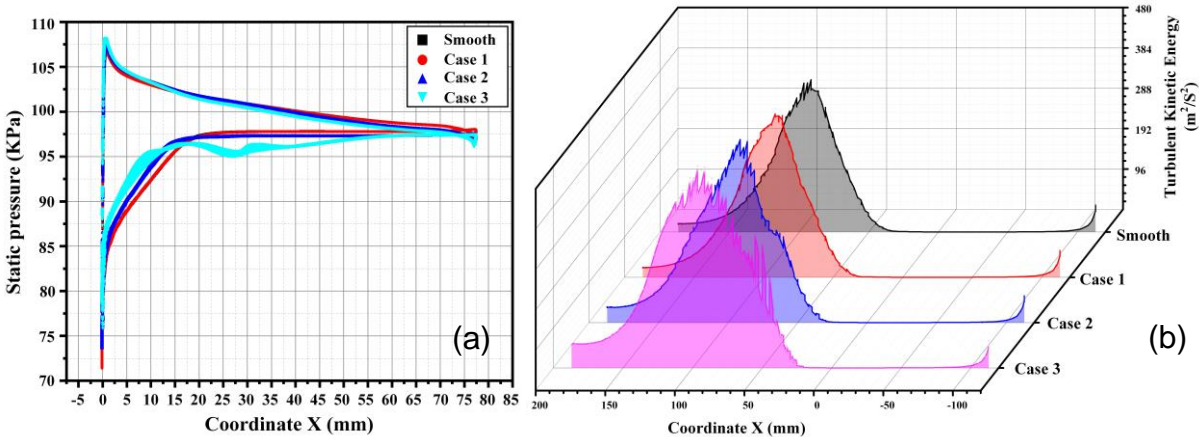 110
105
100
95
90
85
80
75
70
Static pressure (KPa)
Smooth
Case 1
Case 2
Case 3
(a)
-5 0 5 10 15 20 25 30 35 40 45 50 55 60 65 70 75 80 85
Coordinate X (mm)
480
384
288
192
96
Turbulent Kinetic Energy
(m²/S²)
Smooth
Case 1
Case 2
Case 3
(b)
200 150 100 50 0 -50 -100
Coordinate X (mm)